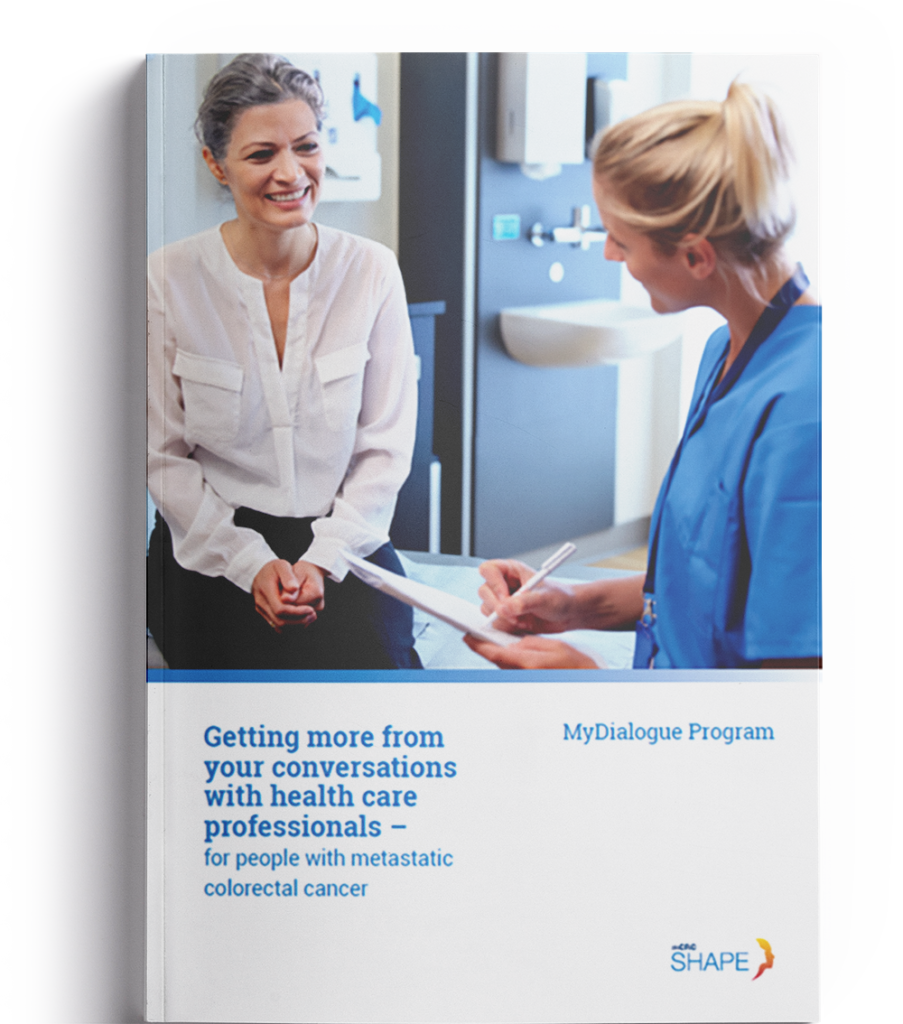 Getting more from
your conversations
with health care
professionals –
for people with metastatic
colorectal cancer
MyDialogue Program
mCRC
SHAPE